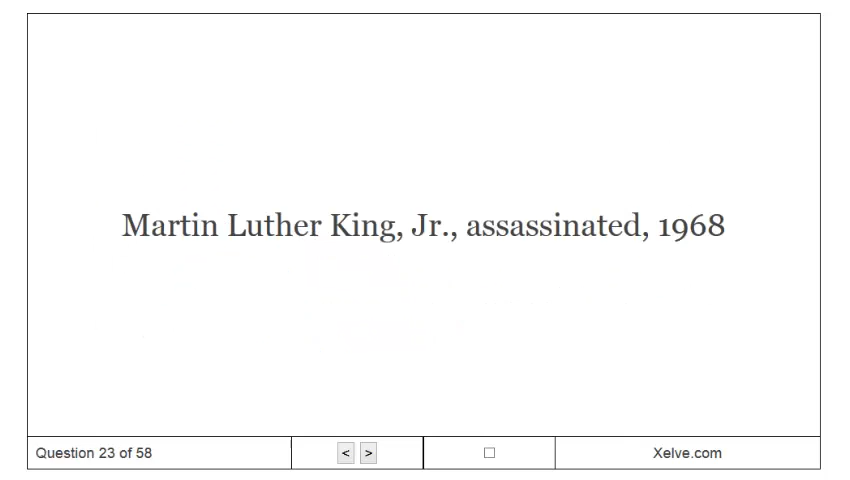 Martin Luther King, Jr., assassinated, 1968
Question 23 of 58
< >
Xelve.com